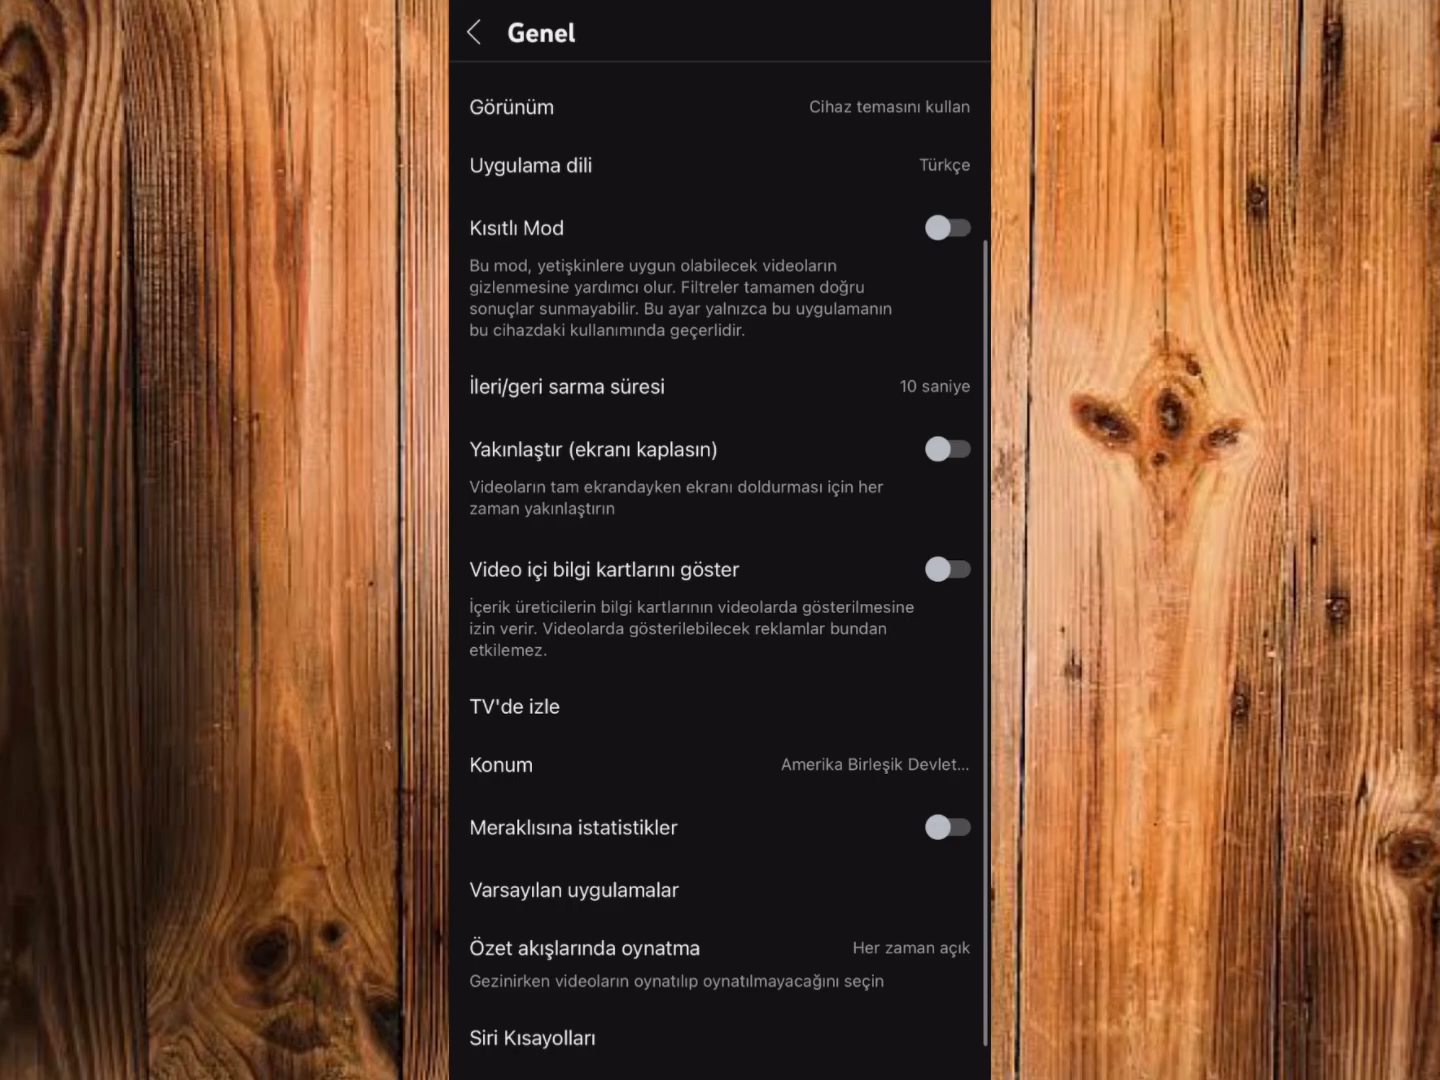 Genel
Görünüm Cihaz temasını kullan
Uygulama dili Türkçe
Kısıtlı Mod
Bu mod, yetişkinlere uygun olabilecek videoların
gizlenmesine yardımcı olur. Filtreler tamamen doğru
sonuçlar sunmayabilir. Bu ayar yalnızca bu uygulamanın
bu cihazdaki kullanımında geçerlidir.
İleri/geri sarma süresi 10 saniye
Yakınlaştır (ekranı kaplasın)
Videoların tam ekrandayken ekranı doldurması için her
zaman yakınlaştırın
Video içi bilgi kartlarını göster
İçerik üreticilerin bilgi kartlarının videolarda gösterilmesine
izin verir. Videolarda gösterilebilecek reklamlar bundan
etkilemez.
TV'de izle
Konum Amerika Birleşik Devlet...
Meraklısına istatistikler
Varsayılan uygulamalar
Özet akışlarında oynatma Her zaman açık
Gezinirken videoların oynatılıp oynatılmayacağını seçin
Siri Kısayolları